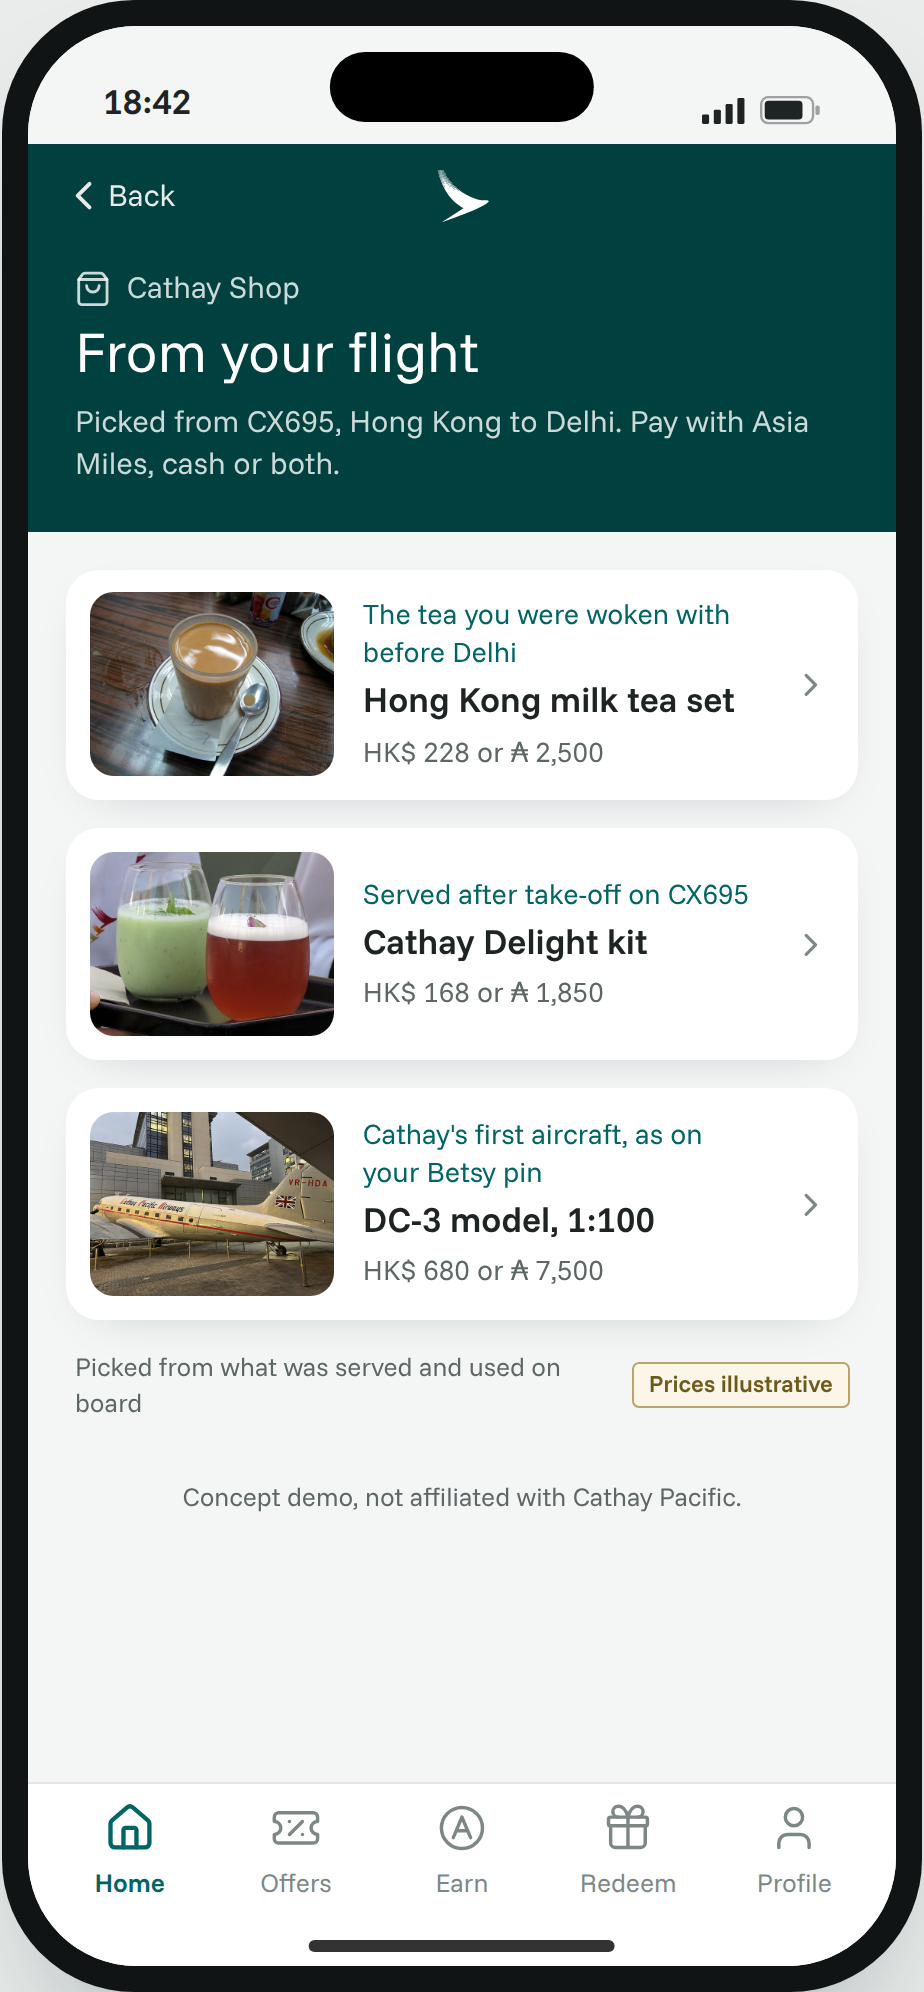 18:42
Back
Cathay Shop
From your flight
Picked from CX695, Hong Kong to Delhi. Pay with Asia
Miles, cash or both.
The tea you were woken with
before Delhi
Hong Kong milk tea set
HK$ 228 or 2,500
Served after take-off on CX695
Cathay Delight kit
HK$ 168 or 1,850
VR-HDA
Cathay Pacific Airways
Cathay's first aircraft, as on
your Betsy pin
DC-3 model, 1:100
HK$ 680 or 7,500
Picked from what was served and used on
board
Prices illustrative
Concept demo, not affiliated with Cathay Pacific.
Home
Offers
Earn
Redeem
Profile